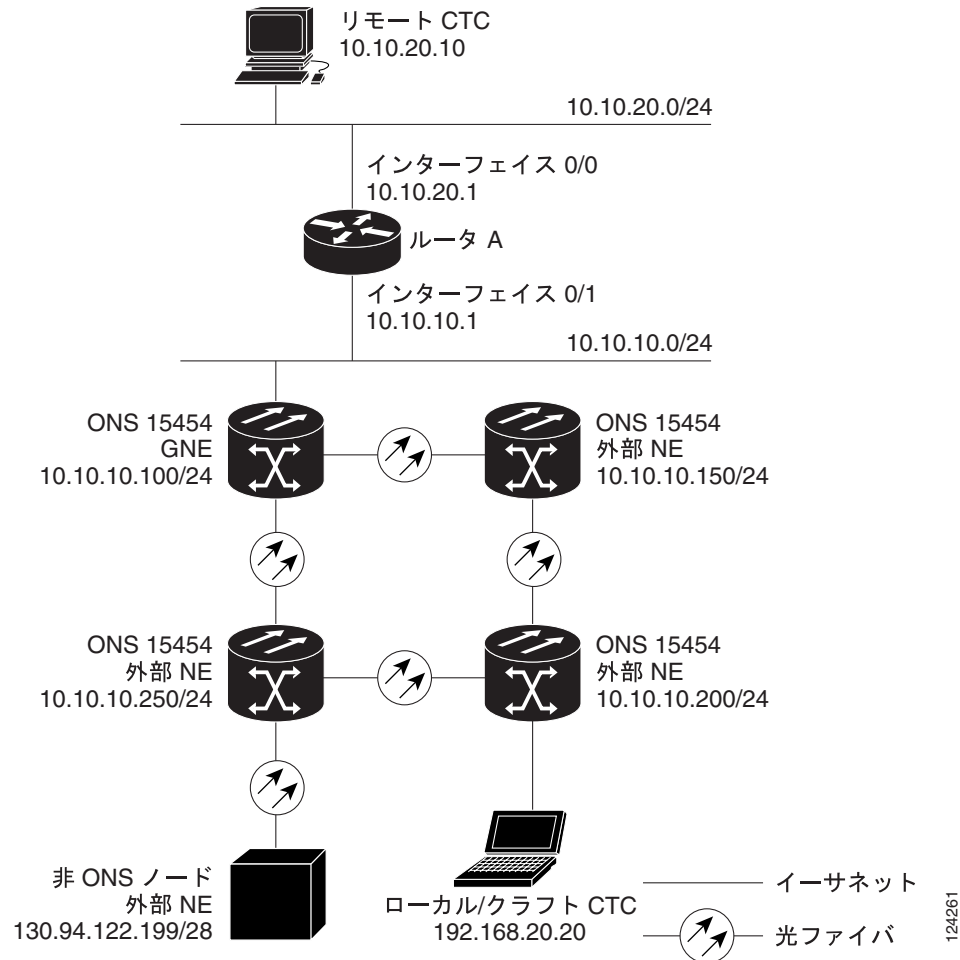 リモート CTC
10.10.20.10
10.10.20.0/24
インターフェイス 0/0
10.10.20.1
ルータ A
インターフェイス 0/1
10.10.10.1
10.10.10.0/24
ONS 15454
GNE
10.10.10.100/24
ONS 15454
外部 NE
10.10.10.150/24
ONS 15454
外部 NE
10.10.10.250/24
ONS 15454
外部 NE
10.10.10.200/24
非 ONS ノード
外部 NE
130.94.122.199/28
ローカル/クラフト CTC
192.168.20.20
イーサネット
光ファイバ
124261